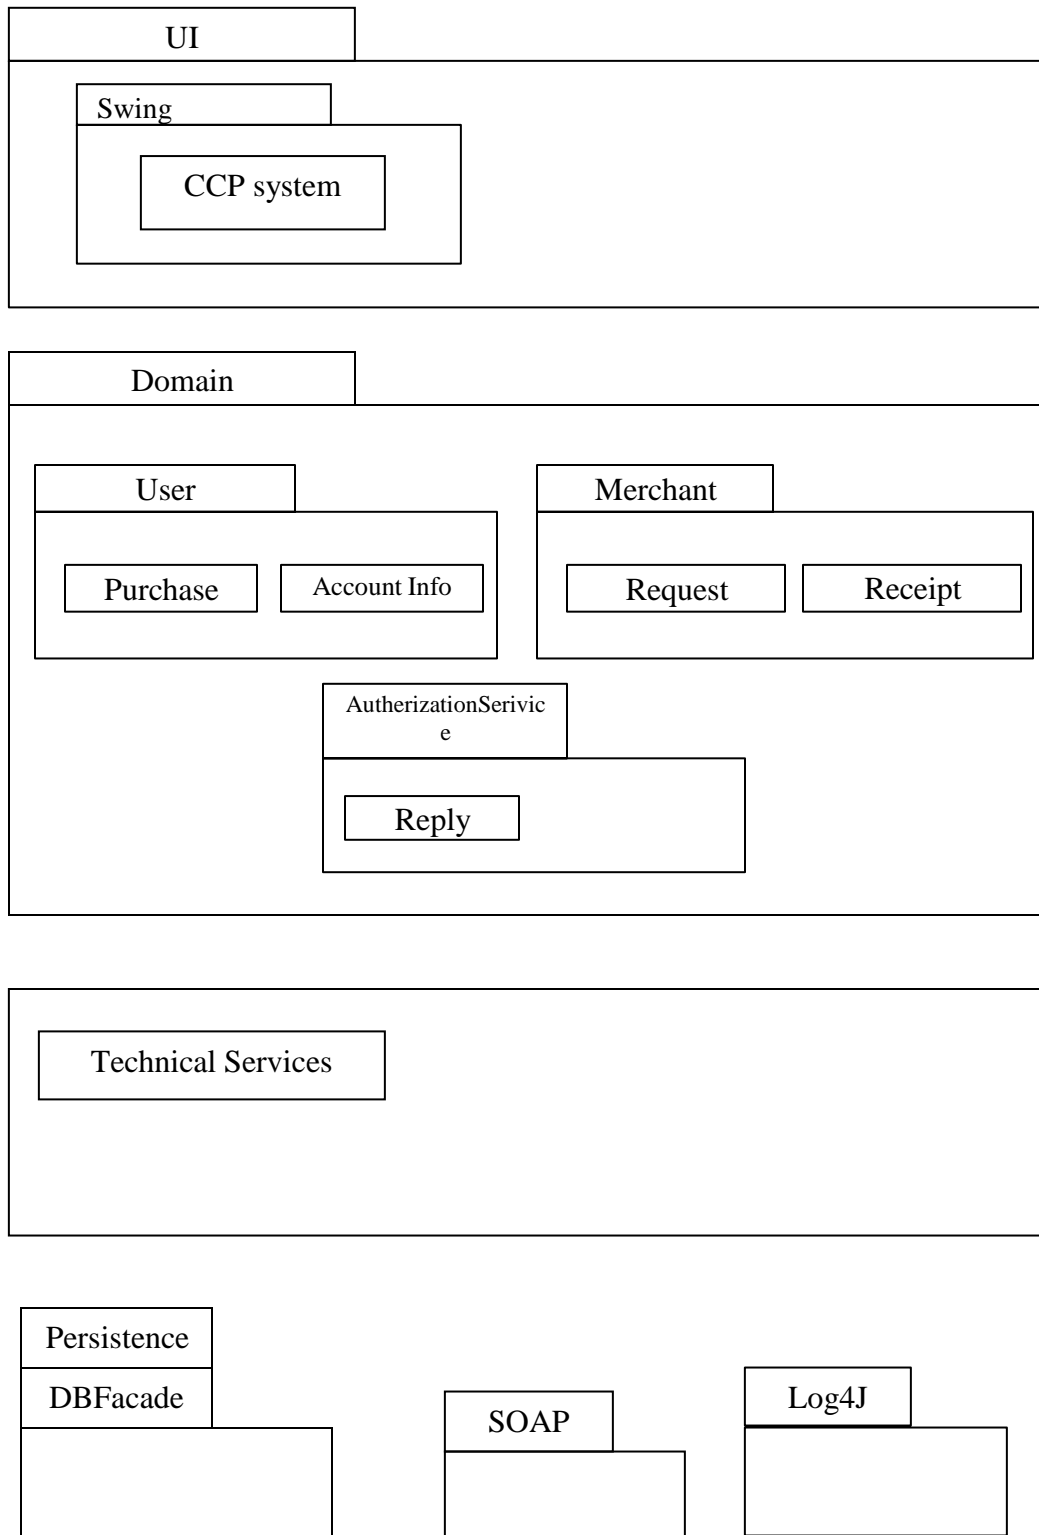 UI
Swing
CCP system
Domain
User
Merchant
Purchase
Account Info
Request
Receipt
AutherizationSerivic
e
Reply
Technical Services
Persistence
DBFacade
SOAP
Log4J